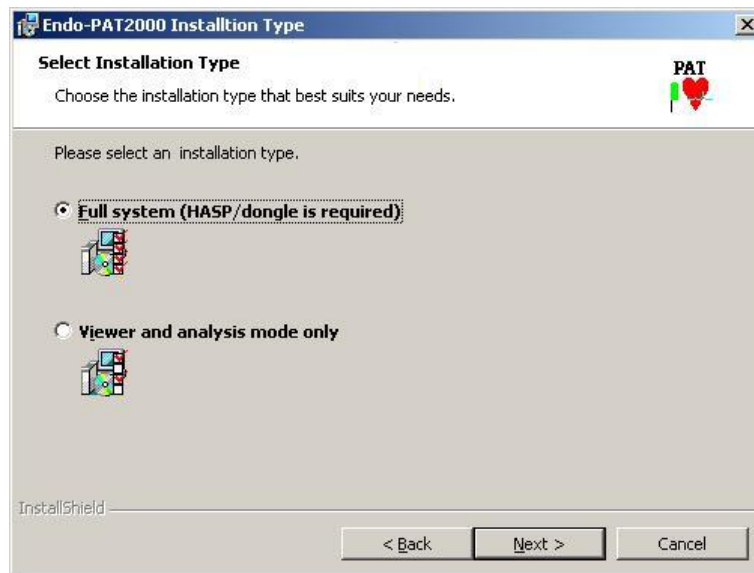 Endo-PAT2000 Installtion Type
Select Installation Type
Choose the installation type that best suits your needs.
PAT
Please select an installation type.
Full system (HASP/dongle is required)
Viewer and analysis mode only
InstallShield
< Back
Next >
Cancel